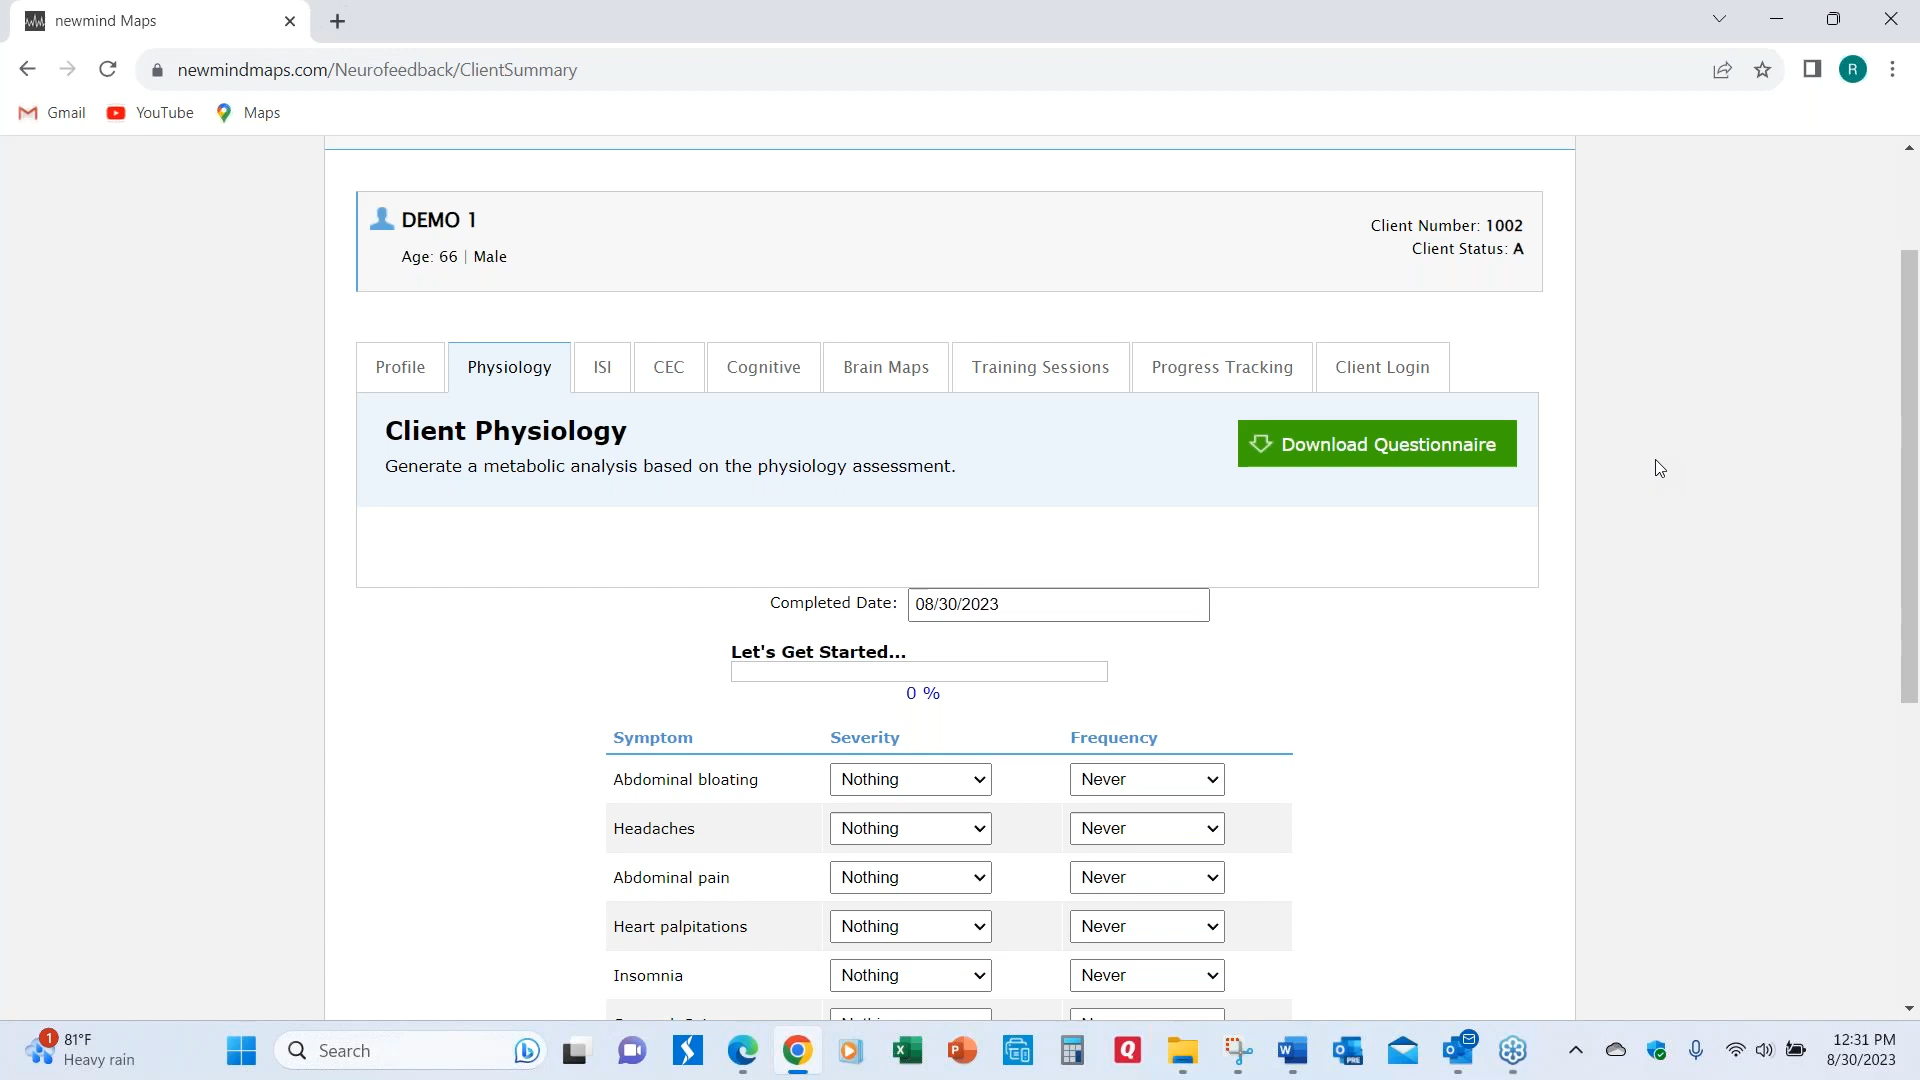 newmind Maps
newmindmaps.com/Neurofeedback/ClientSummary
R
Gmail YouTube Maps
DEMO 1
Age: 66 | Male
Client Number: 1002
Client Status: A
Profile Physiology ISI CEC Cognitive Brain Maps Training Sessions Progress Tracking Client Login
Client Physiology
Generate a metabolic analysis based on the physiology assessment.
Download Questionnaire
Completed Date: 08/30/2023
Let's Get Started...
0 %
Symptom Severity Frequency
Abdominal bloating Nothing Never
Headaches Nothing Never
Abdominal pain Nothing Never
Heart palpitations Nothing Never
Insomnia Nothing Never
1 81°F
Heavy rain
Search
12:31 PM
8/30/2023